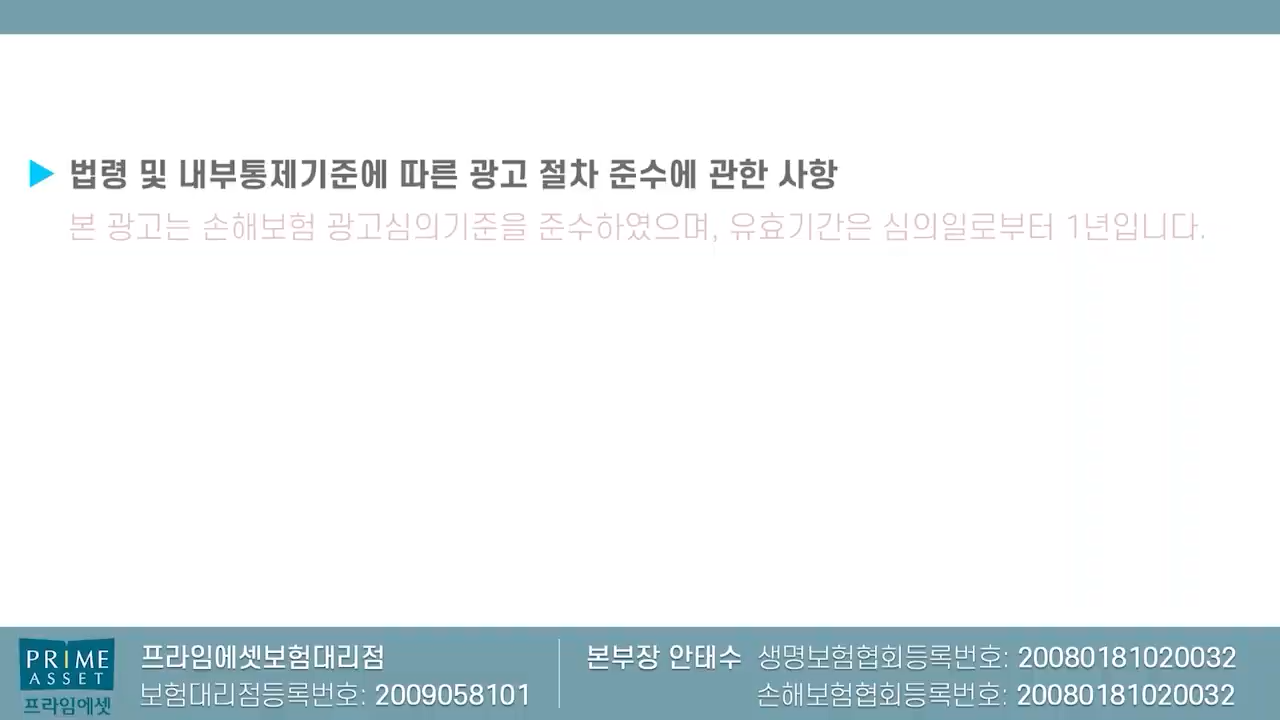 ▶ 법령 및 내부통제기준에 따른 광고 절차 준수에 관한 사항
본 광고는 손해보험 광고심의기준을 준수하였으며, 유효기간은 심의일로부터 1년입니다.
PRIME
ASSET
프라임에셋
프라임에셋보험대리점
보험대리점등록번호: 2009058101
본부장 안태수 생명보험협회등록번호: 20080181020032
손해보험협회등록번호: 20080181020032